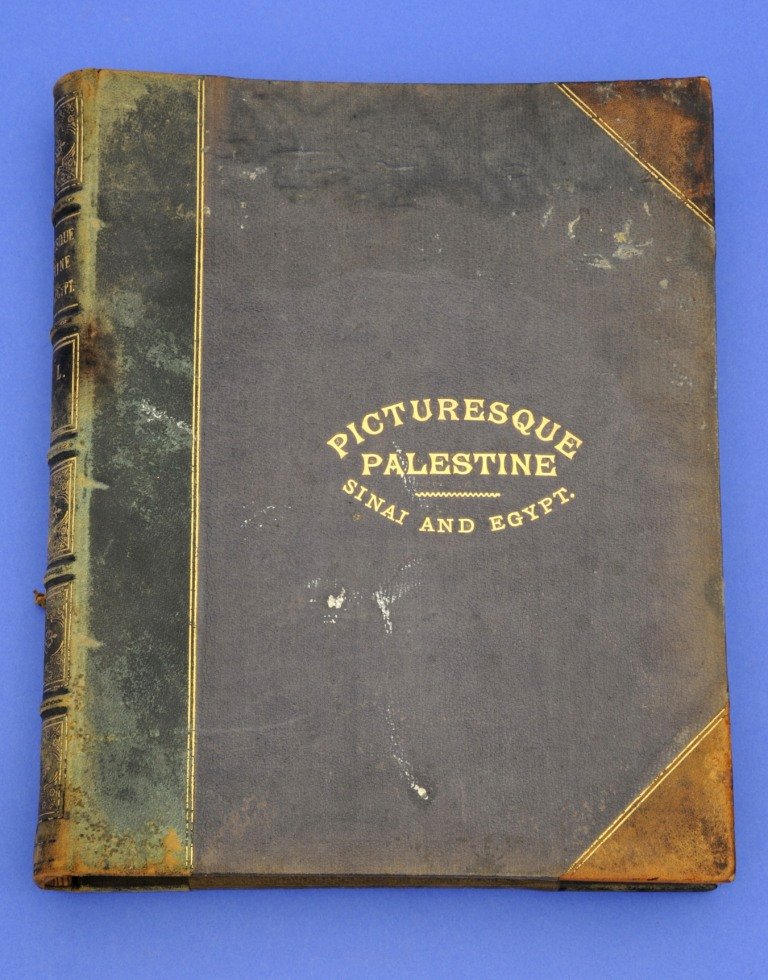 PICTURESQUE
PALESTINE
SINAI AND EGYPT.
I.